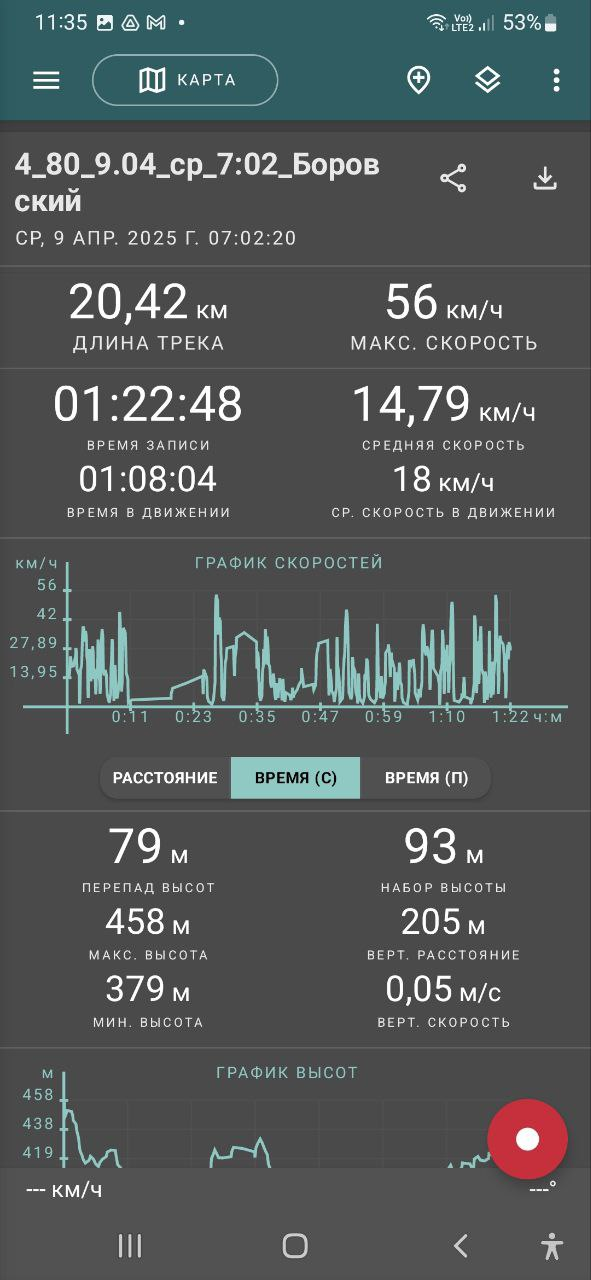 11:35 53%
Vo)) LTE2
КАРТА
4_80_9.04_ср_7:02_Боров
ский
СР, 9 АПР. 2025 Г. 07:02:20
20,42 км 56 км/ч
ДЛИНА ТРЕКА МАКС. СКОРОСТЬ
01:22:48 14,79 км/ч
ВРЕМЯ ЗАПИСИ СРЕДНЯЯ СКОРОСТЬ
01:08:04 18 км/ч
ВРЕМЯ В ДВИЖЕНИИ СР. СКОРОСТЬ В ДВИЖЕНИИ
км/ч ГРАФИК СКОРОСТЕЙ
56
42
27,89
13,95
0:11 0:23 0:35 0:47 0:59 1:10 1:22 ч:м
РАССТОЯНИЕ ВРЕМЯ (С) ВРЕМЯ (П)
79 м 93 м
ПЕРЕПАД ВЫСОТ НАБОР ВЫСОТЫ
458 м 205 м
МАКС. ВЫСОТА ВЕРТ. РАССТОЯНИЕ
379 м 0,05 м/с
МИН. ВЫСОТА ВЕРТ. СКОРОСТЬ
м ГРАФИК ВЫСОТ
458
438
419
--- км/ч ---°